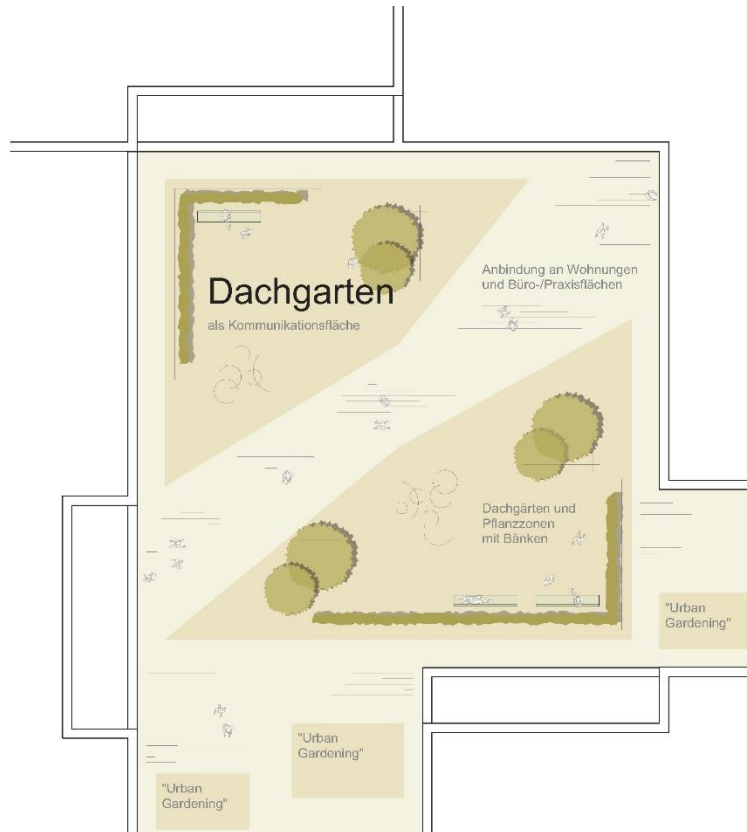 Anbindung an Wohnungen
und Büro-/Praxisflächen
Dachgarten
als Kommunikationsfläche
Dachgärten und
Pflanzzonen
mit Bänken
"Urban
Gardening"
"Urban
Gardening"
"Urban
Gardening"